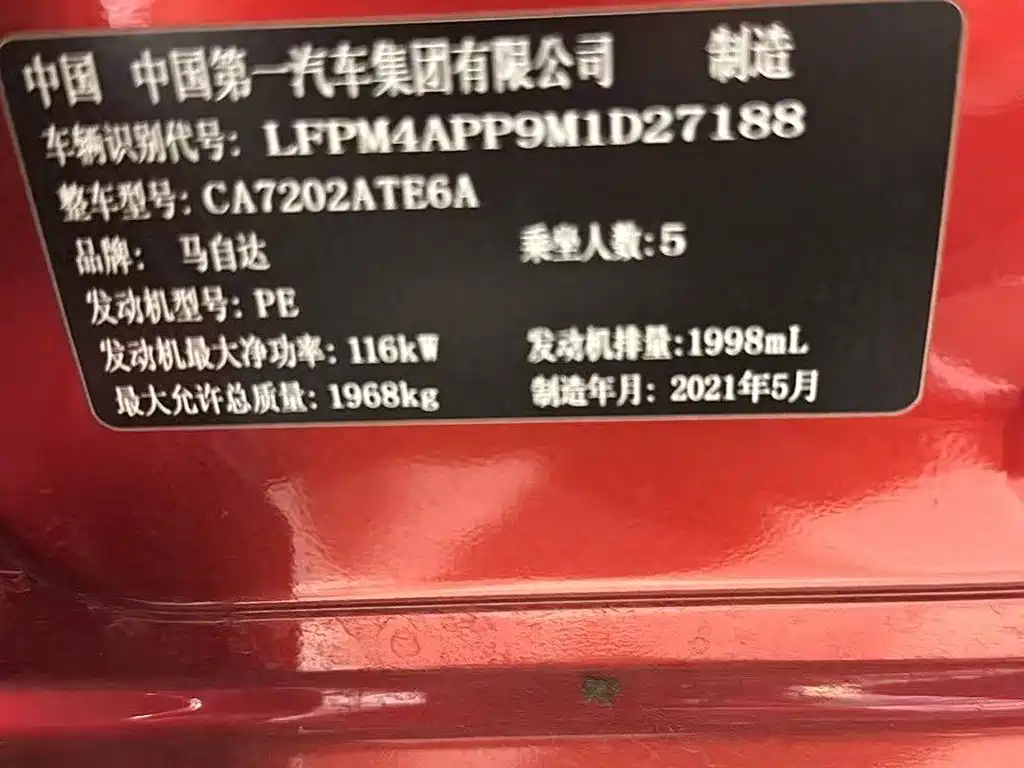 中国 中国第一汽车集团有限公司 制造
车辆识别代号: LFPM4APP9M1D27188
整车型号: CA7202ATE6A
品牌: 马自达 乘坐人数: 5
发动机型号: PE
发动机最大净功率: 116kW 发动机排量: 1998mL
最大允许总质量: 1968kg 制造年月: 2021年5月